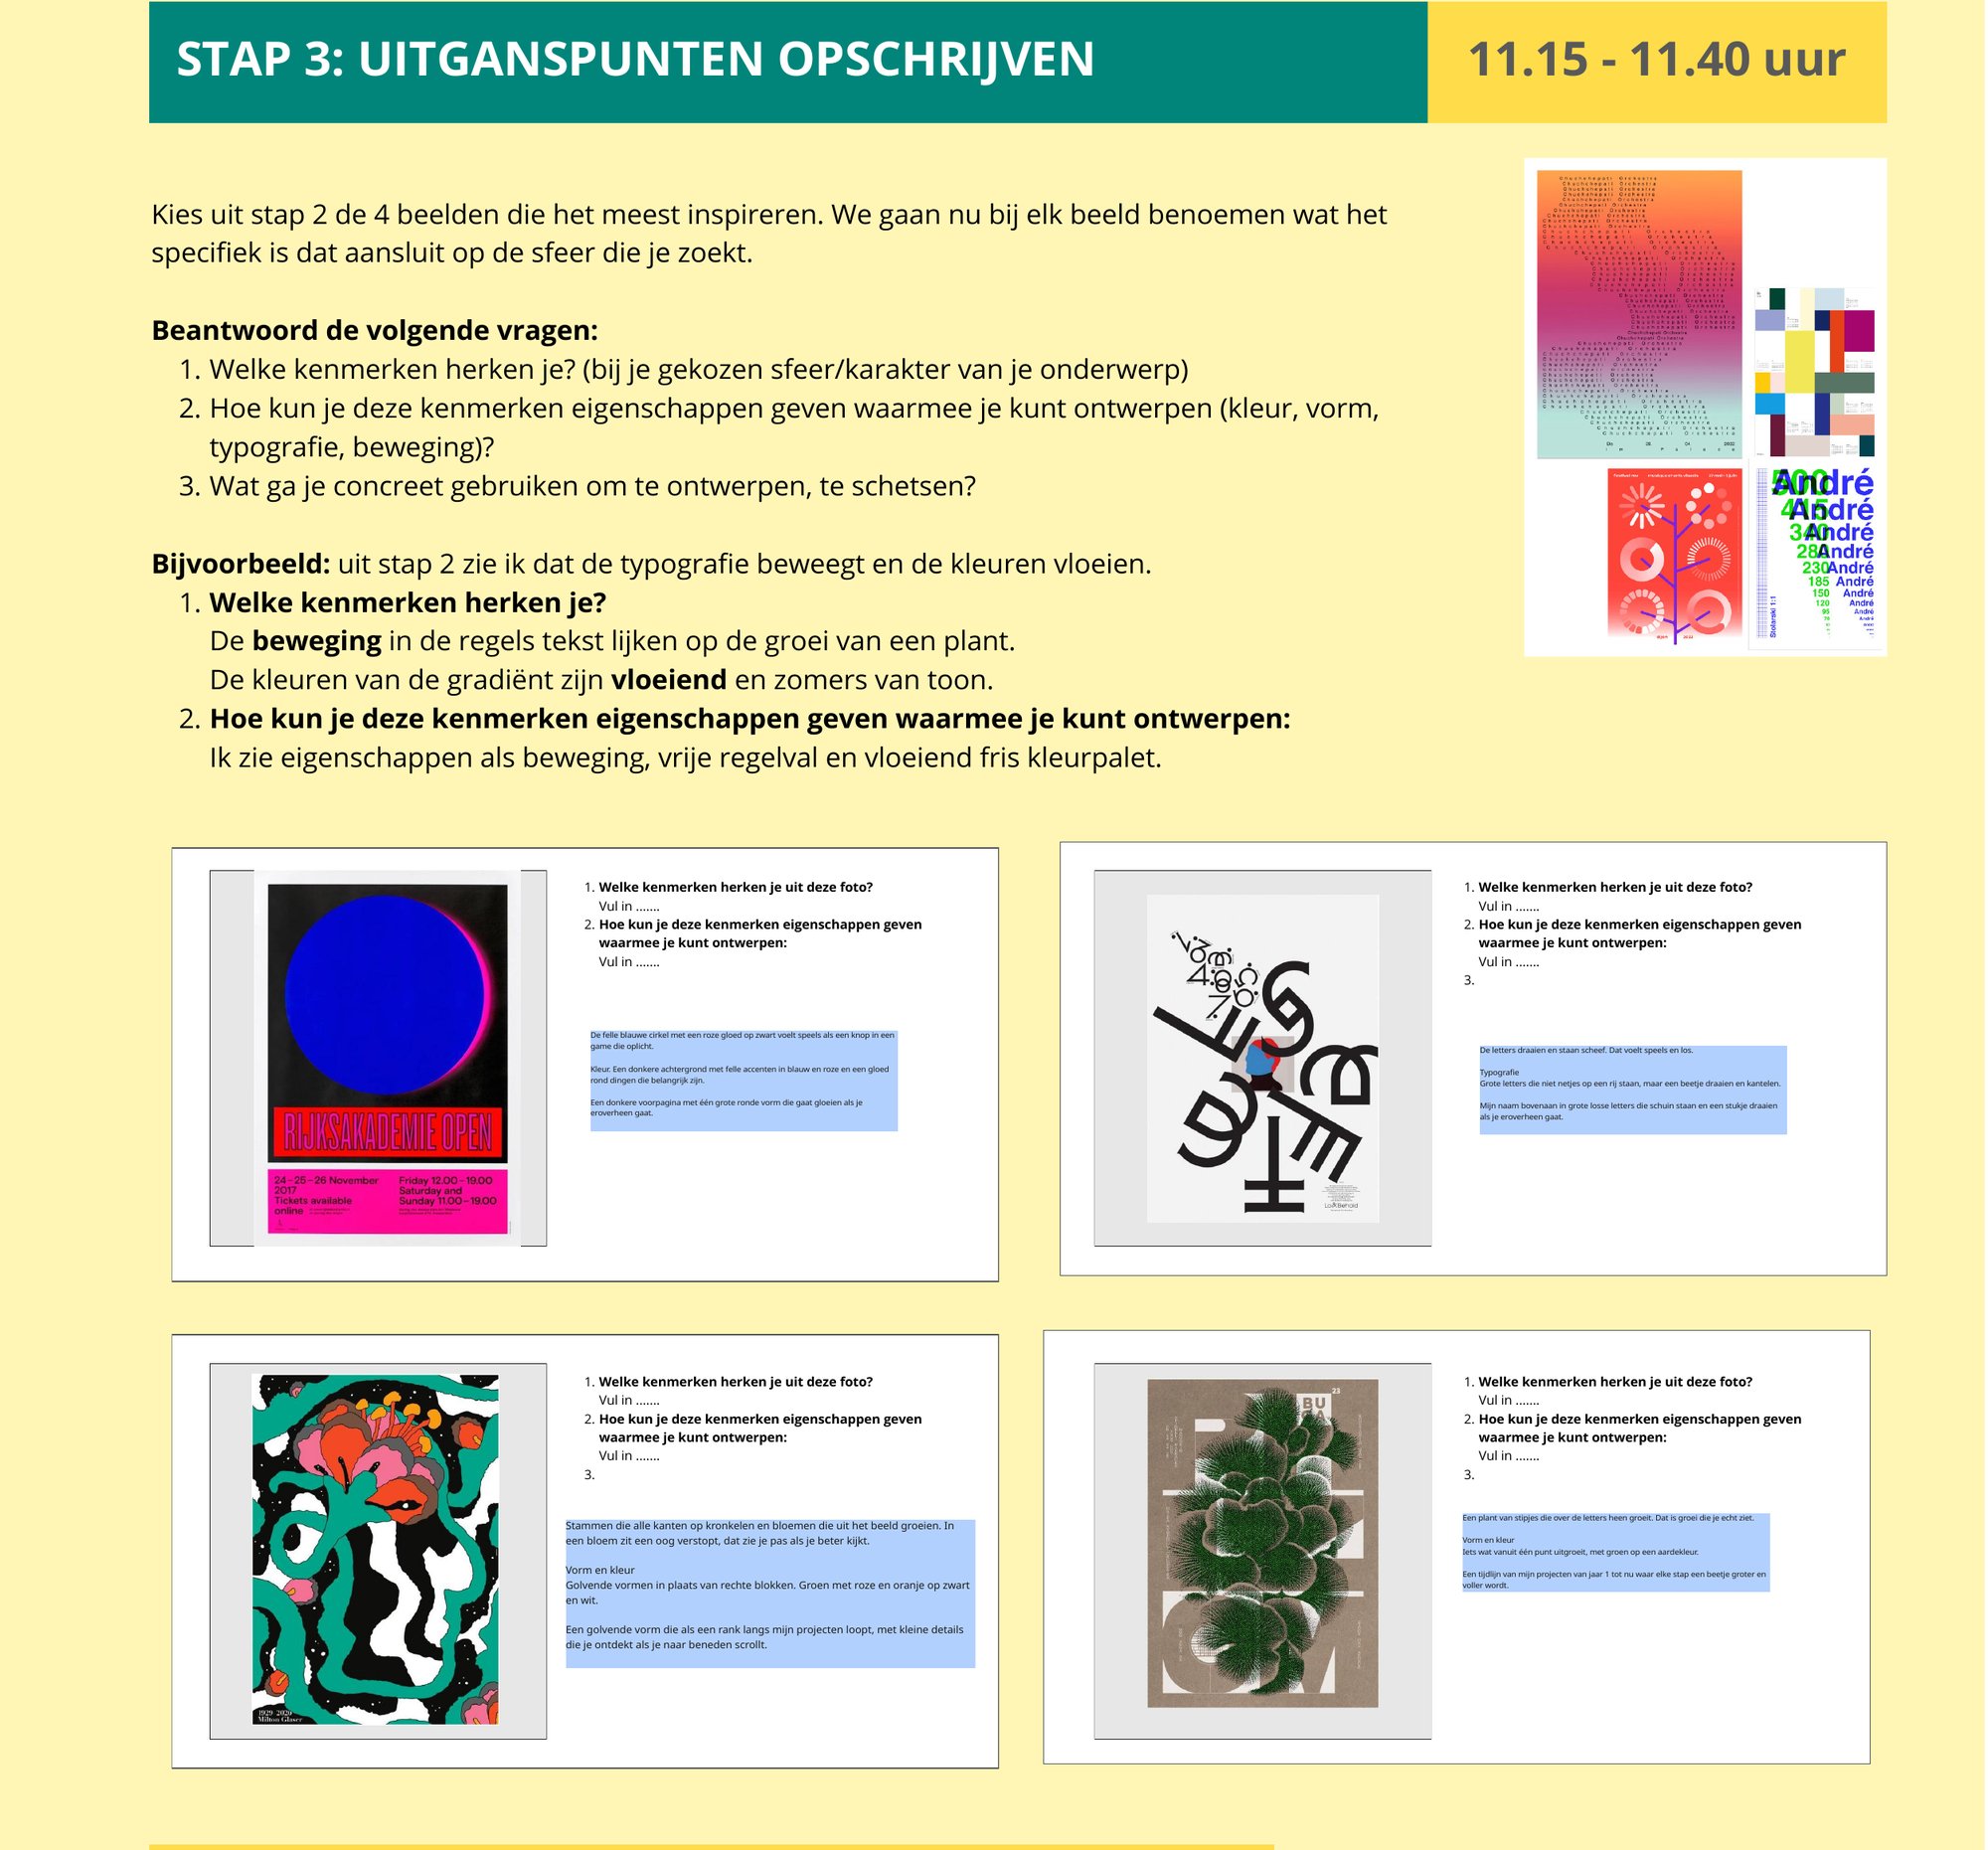 STAP 3: UITGANSPUNTEN OPSCHRIJVEN
11.15 - 11.40 uur
Kies uit stap 2 de 4 beelden die het meest inspireren. We gaan nu bij elk beeld benoemen wat het
specifiek is dat aansluit op de sfeer die je zoekt.
Beantwoord de volgende vragen:
1. Welke kenmerken herken je? (bij je gekozen sfeer/karakter van je onderwerp)
2. Hoe kun je deze kenmerken eigenschappen geven waarmee je kunt ontwerpen (kleur, vorm,
typografie, beweging)?
3. Wat ga je concreet gebruiken om te ontwerpen, te schetsen?
Bijvoorbeeld: uit stap 2 zie ik dat de typografie beweegt en de kleuren vloeien.
1. Welke kenmerken herken je?
De beweging in de regels tekst lijken op de groei van een plant.
De kleuren van de gradiënt zijn vloeiend en zomers van toon.
2. Hoe kun je deze kenmerken eigenschappen geven waarmee je kunt ontwerpen:
Ik zie eigenschappen als beweging, vrije regelval en vloeiend fris kleurpalet.
Chuchchepati Orchestra
André
André
André
André
230 André
185 André
150 André
120 André
Stolarski 1:1
RIJKSAKADEMIE OPEN
24–25–26 November
2017
Tickets available
online
Friday 12.00–19.00
Saturday and
Sunday 11.00–19.00
1. Welke kenmerken herken je uit deze foto?
Vul in .......
2. Hoe kun je deze kenmerken eigenschappen geven
waarmee je kunt ontwerpen:
Vul in .......
De felle blauwe cirkel met een roze gloed op zwart voelt speels als een knop in een
game die oplicht.
Kleur. Een donkere achtergrond met felle accenten in blauw en roze en een gloed
rond dingen die belangrijk zijn.
Een donkere voorpagina met één grote ronde vorm die gaat gloeien als je
eroverheen gaat.
1. Welke kenmerken herken je uit deze foto?
Vul in .......
2. Hoe kun je deze kenmerken eigenschappen geven
waarmee je kunt ontwerpen:
Vul in .......
3.
De letters draaien en staan scheef. Dat voelt speels en los.
Typografie
Grote letters die niet netjes op een rij staan, maar een beetje draaien en kantelen.
Mijn naam bovenaan in grote losse letters die schuin staan en een stukje draaien
als je eroverheen gaat.
1929–2020
Milton Glaser
1. Welke kenmerken herken je uit deze foto?
Vul in .......
2. Hoe kun je deze kenmerken eigenschappen geven
waarmee je kunt ontwerpen:
Vul in .......
3.
Stammen die alle kanten op kronkelen en bloemen die uit het beeld groeien. In
een bloem zit een oog verstopt, dat zie je pas als je beter kijkt.
Vorm en kleur
Golvende vormen in plaats van rechte blokken. Groen met roze en oranje op zwart
en wit.
Een golvende vorm die als een rank langs mijn projecten loopt, met kleine details
die je ontdekt als je naar beneden scrollt.
BU
23
1. Welke kenmerken herken je uit deze foto?
Vul in .......
2. Hoe kun je deze kenmerken eigenschappen geven
waarmee je kunt ontwerpen:
Vul in .......
3.
Een plant van stipjes die over de letters heen groeit. Dat is groei die je echt ziet.
Vorm en kleur
Iets wat vanuit één punt uitgroeit, met groen op een aardekleur.
Een tijdlijn van mijn projecten van jaar 1 tot nu waar elke stap een beetje groter en
voller wordt.